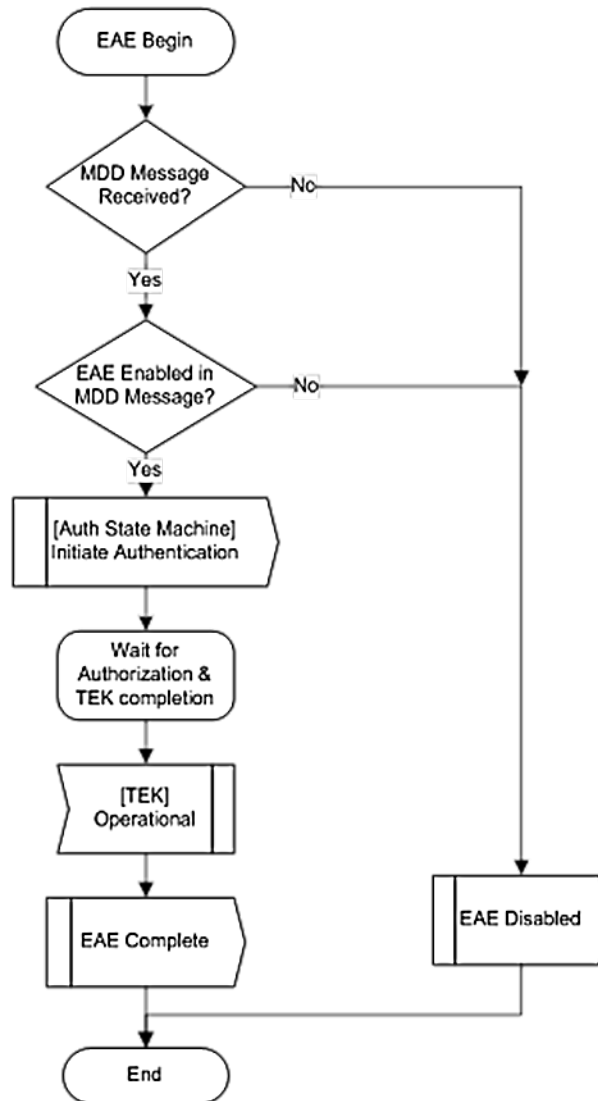 EAE Begin
MDD Message
Received?
No
Yes
EAE Enabled in
MDD Message?
No
Yes
[Auth State Machine]
Initiate Authentication
Wait for
Authorization &
TEK completion
[TEK]
Operational
EAE Complete
EAE Disabled
End